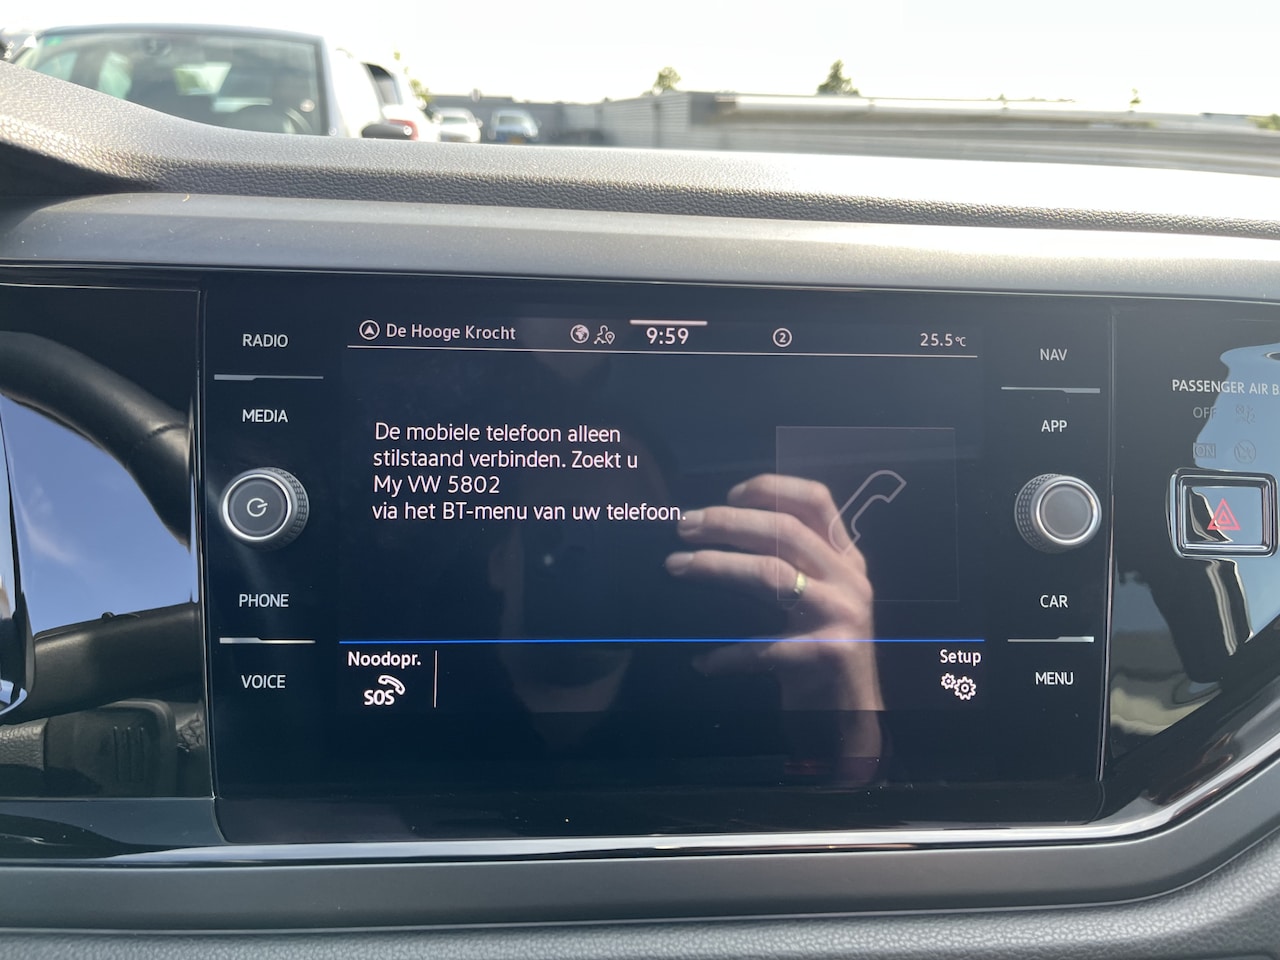 RADIO
MEDIA
PHONE
VOICE
De Hooge Krocht
9:59
2
25.5°C
De mobiele telefoon alleen
stilstaand verbinden. Zoekt u
My VW 5802
via het BT-menu van uw telefoon.
Noodopr.
SOS
Setup
NAV
APP
CAR
MENU
PASSENGER AIR B
OFF
ON